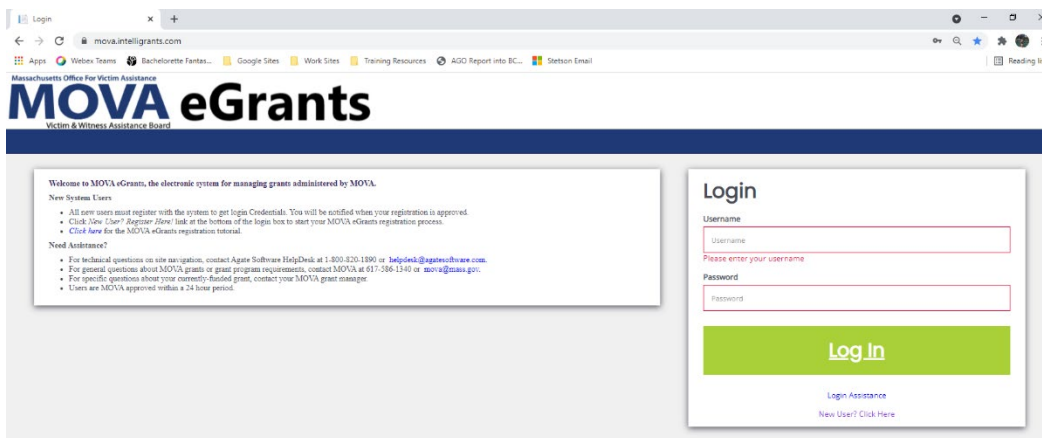 Login
mova.intelligrants.com
Apps Webex Teams Bachelorette Fantas... Google Sites Work Sites Training Resources AGO Report into BC... Stetson Email Reading li
Massachusetts Office For Victim Assistance
MOVA eGrants
Victim & Witness Assistance Board
Welcome to MOVA eGrants, the electronic system for managing grants administered by MOVA.
New System Users
All new users must register with the system to get login Credentials. You will be notified when your registration is approved.
Click New User? Register Here! link at the bottom of the login box to start your MOVA eGrants registration process.
Click here for the MOVA eGrants registration tutorial.
Need Assistance?
For technical questions on site navigation, contact Agate Software HelpDesk at 1-800-820-1890 or helpdesk@agatesoftware.com.
For general questions about MOVA grants or grant program requirements, contact MOVA at 617-586-1340 or mova@mass.gov.
For specific questions about your currently-funded grant, contact your MOVA grant manager.
Users are MOVA approved within a 24 hour period.
Login
Username
Username
Please enter your username
Password
Password
Log In
Login Assistance
New User? Click Here